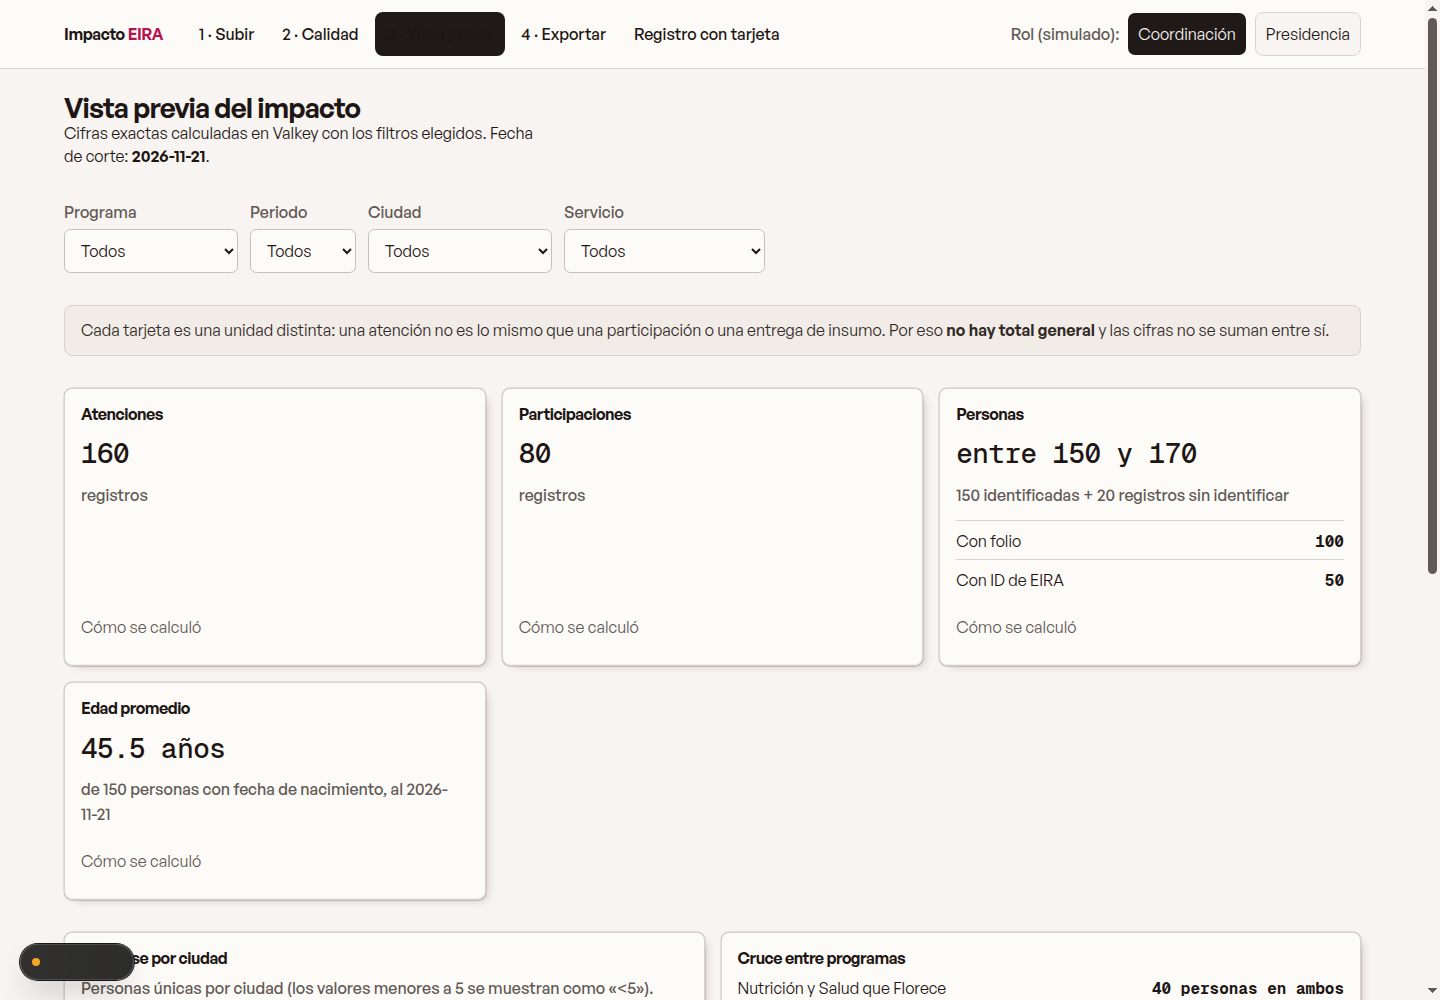 Impacto EIRA
1 · Subir
2 · Calidad
3 · Vista previa
4 · Exportar
Registro con tarjeta
Rol (simulado):
Coordinación
Presidencia
Vista previa del impacto
Cifras exactas calculadas en Valkey con los filtros elegidos. Fecha
de corte: 2026-11-21.
Programa
Periodo
Ciudad
Servicio
Todos
Todos
Todos
Todos
Cada tarjeta es una unidad distinta: una atención no es lo mismo que una participación o una entrega de insumo. Por eso no hay total general y las cifras no se suman entre sí.
Atenciones
160
registros
Cómo se calculó
Participaciones
80
registros
Cómo se calculó
Personas
entre 150 y 170
150 identificadas + 20 registros sin identificar
Con folio 100
Con ID de EIRA 50
Cómo se calculó
Edad promedio
45.5 años
de 150 personas con fecha de nacimiento, al 2026-
11-21
Cómo se calculó
se por ciudad
Personas únicas por ciudad (los valores menores a 5 se muestran como «<5»).
Cruce entre programas
Nutrición y Salud que Florece 40 personas en ambos